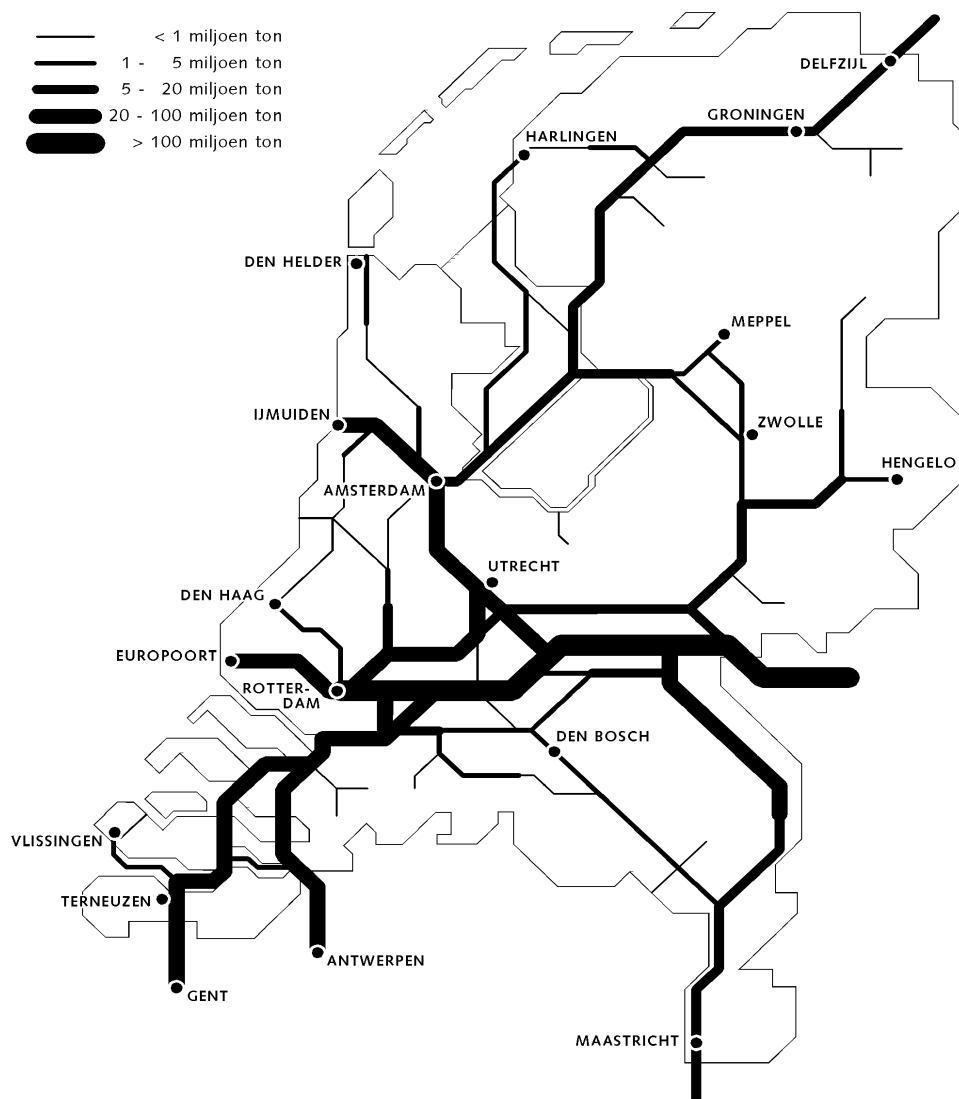 < 1 miljoen ton
1 - 5 miljoen ton
5 - 20 miljoen ton
20 - 100 miljoen ton
> 100 miljoen ton
DELFZIJL
GRONINGEN
HARLINGEN
DEN HELDER
MEPPEL
IJMUIDEN
ZWOLLE
HENGELO
AMSTERDAM
UTRECHT
DEN HAAG
EUROPOORT
ROTTER-
DAM
DEN BOSCH
VLISSINGEN
TERNEUZEN
ANTWERPEN
GENT
MAASTRICHT